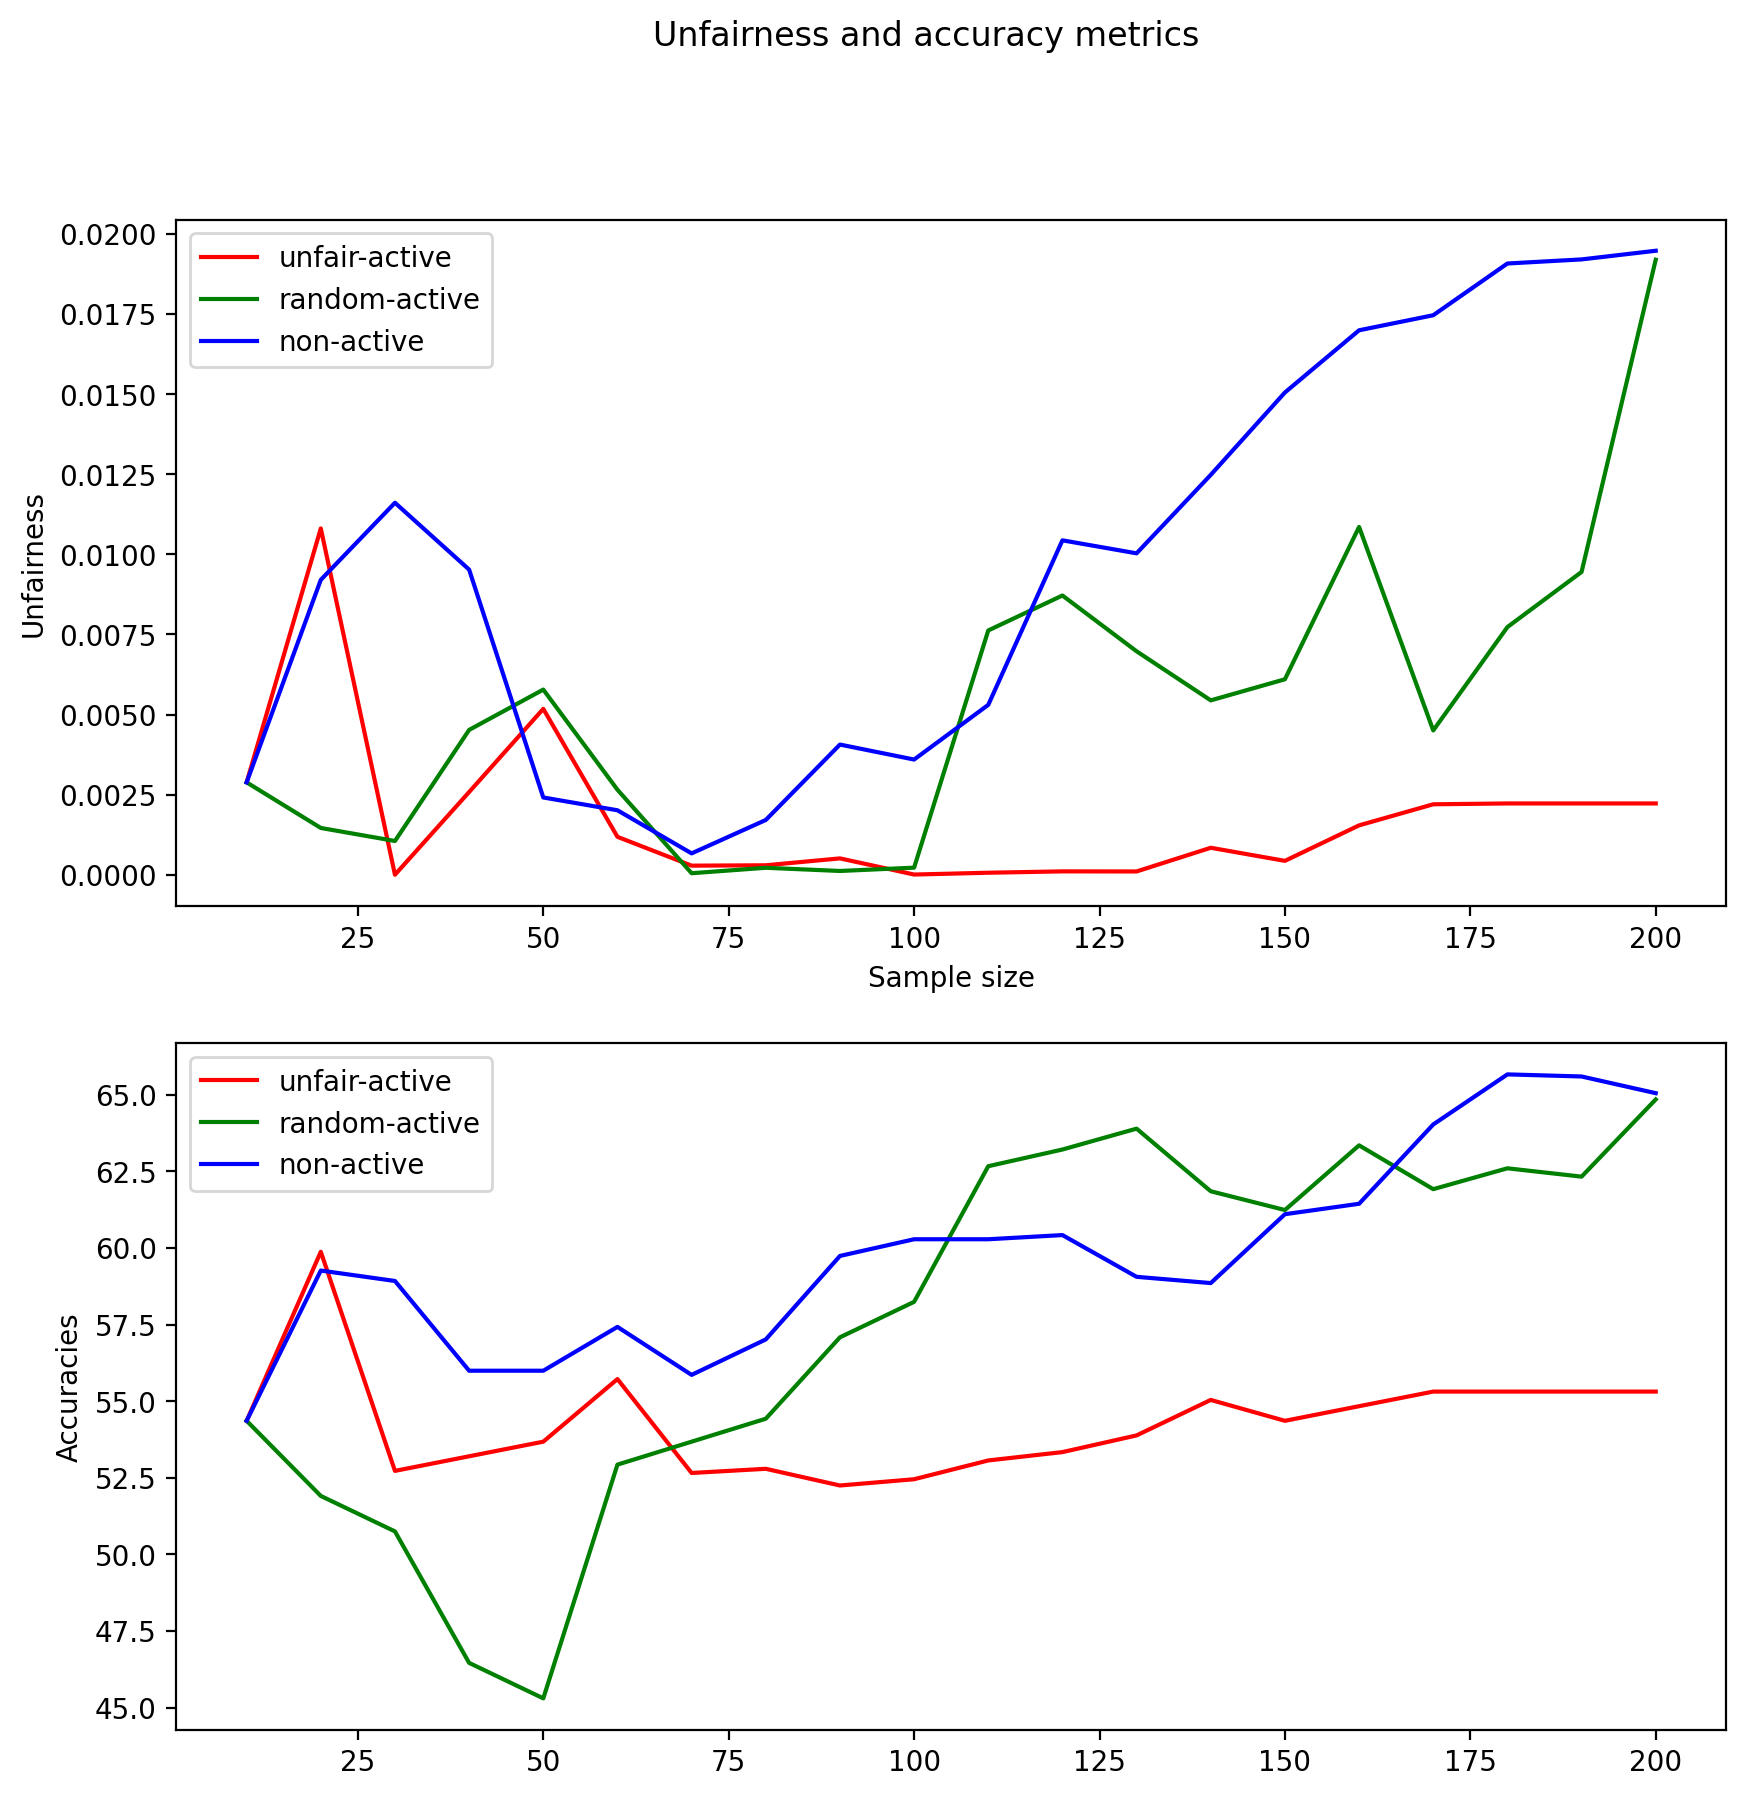 Unfairness and accuracy metrics
0.0200
0.0175
0.0150
0.0125
0.0100
0.0075
0.0050
0.0025
0.0000
Unfairness
unfair-active
random-active
non-active
25 50 75 100 125 150 175 200
Sample size
65.0
62.5
60.0
57.5
55.0
52.5
50.0
47.5
45.0
Accuracies
unfair-active
random-active
non-active
25 50 75 100 125 150 175 200